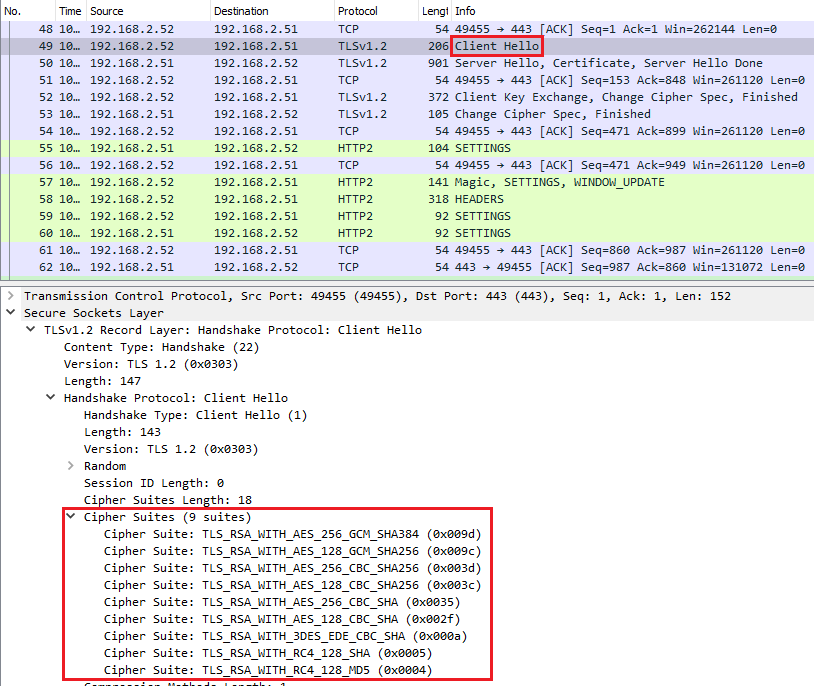 No. Time Source Destination Protocol Lengt Info
48 10… 192.168.2.52 192.168.2.51 TCP 54 49455 → 443 [ACK] Seq=1 Ack=1 Win=262144 Len=0
49 10… 192.168.2.52 192.168.2.51 TLSv1.2 206 Client Hello
50 10… 192.168.2.51 192.168.2.52 TLSv1.2 901 Server Hello, Certificate, Server Hello Done
51 10… 192.168.2.52 192.168.2.51 TCP 54 49455 → 443 [ACK] Seq=153 Ack=848 Win=261120 Len=0
52 10… 192.168.2.52 192.168.2.51 TLSv1.2 372 Client Key Exchange, Change Cipher Spec, Finished
53 10… 192.168.2.51 192.168.2.52 TLSv1.2 105 Change Cipher Spec, Finished
54 10… 192.168.2.52 192.168.2.51 TCP 54 49455 → 443 [ACK] Seq=471 Ack=899 Win=261120 Len=0
55 10… 192.168.2.51 192.168.2.52 HTTP2 104 SETTINGS
56 10… 192.168.2.52 192.168.2.51 TCP 54 49455 → 443 [ACK] Seq=471 Ack=949 Win=261120 Len=0
57 10… 192.168.2.52 192.168.2.51 HTTP2 141 Magic, SETTINGS, WINDOW_UPDATE
58 10… 192.168.2.52 192.168.2.51 HTTP2 318 HEADERS
59 10… 192.168.2.52 192.168.2.51 HTTP2 92 SETTINGS
60 10… 192.168.2.51 192.168.2.52 HTTP2 92 SETTINGS
61 10… 192.168.2.52 192.168.2.51 TCP 54 49455 → 443 [ACK] Seq=860 Ack=987 Win=261120 Len=0
62 10… 192.168.2.51 192.168.2.52 TCP 54 443 → 49455 [ACK] Seq=987 Ack=860 Win=131072 Len=0
Transmission Control Protocol, Src Port: 49455 (49455), Dst Port: 443 (443), Seq: 1, Ack: 1, Len: 152
Secure Sockets Layer
TLSv1.2 Record Layer: Handshake Protocol: Client Hello
Content Type: Handshake (22)
Version: TLS 1.2 (0x0303)
Length: 147
Handshake Protocol: Client Hello
Handshake Type: Client Hello (1)
Length: 143
Version: TLS 1.2 (0x0303)
Random
Session ID Length: 0
Cipher Suites Length: 18
Cipher Suites (9 suites)
Cipher Suite: TLS_RSA_WITH_AES_256_GCM_SHA384 (0x009d)
Cipher Suite: TLS_RSA_WITH_AES_128_GCM_SHA256 (0x009c)
Cipher Suite: TLS_RSA_WITH_AES_256_CBC_SHA256 (0x003d)
Cipher Suite: TLS_RSA_WITH_AES_128_CBC_SHA256 (0x003c)
Cipher Suite: TLS_RSA_WITH_AES_256_CBC_SHA (0x0035)
Cipher Suite: TLS_RSA_WITH_AES_128_CBC_SHA (0x002f)
Cipher Suite: TLS_RSA_WITH_3DES_EDE_CBC_SHA (0x000a)
Cipher Suite: TLS_RSA_WITH_RC4_128_SHA (0x0005)
Cipher Suite: TLS_RSA_WITH_RC4_128_MD5 (0x0004)